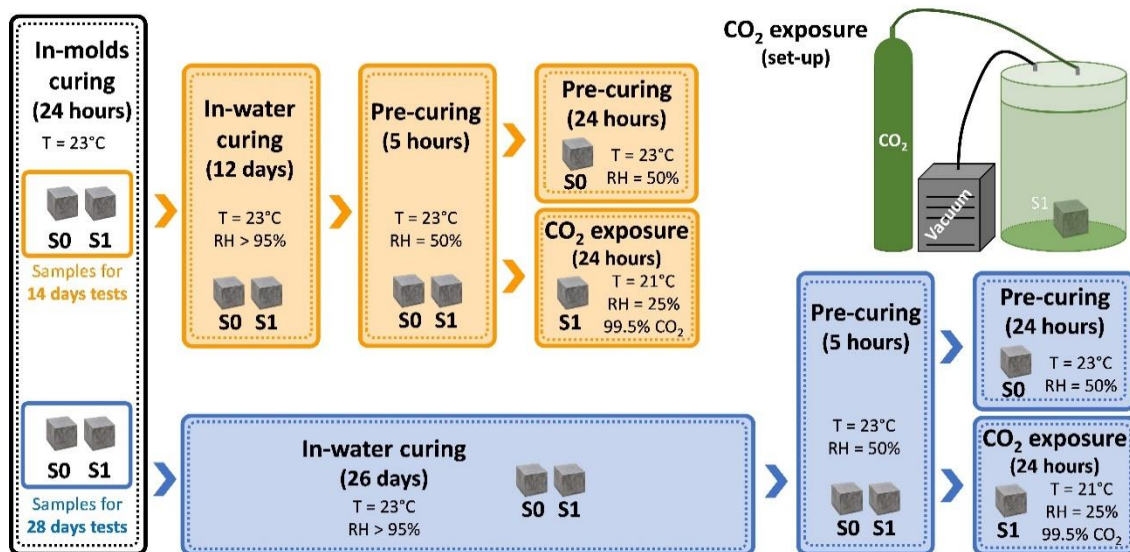 In-molds
curing
(24 hours)
T = 23°C
S0 S1
Samples for
14 days tests
S0 S1
Samples for
28 days tests
In-water
curing
(12 days)
T = 23°C
RH > 95%
S0 S1
Pre-curing
(5 hours)
T = 23°C
RH = 50%
S0 S1
Pre-curing
(24 hours)
T = 23°C
RH = 50%
S0
CO₂ exposure
(24 hours)
T = 21°C
RH = 25%
99.5% CO₂
S1
CO₂ exposure
(set-up)
CO₂
Vacuum
S1
In-water curing
(26 days)
T = 23°C
RH > 95%
S0 S1
Pre-curing
(5 hours)
T = 23°C
RH = 50%
S0 S1
Pre-curing
(24 hours)
T = 23°C
RH = 50%
S0
CO₂ exposure
(24 hours)
T = 21°C
RH = 25%
99.5% CO₂
S1